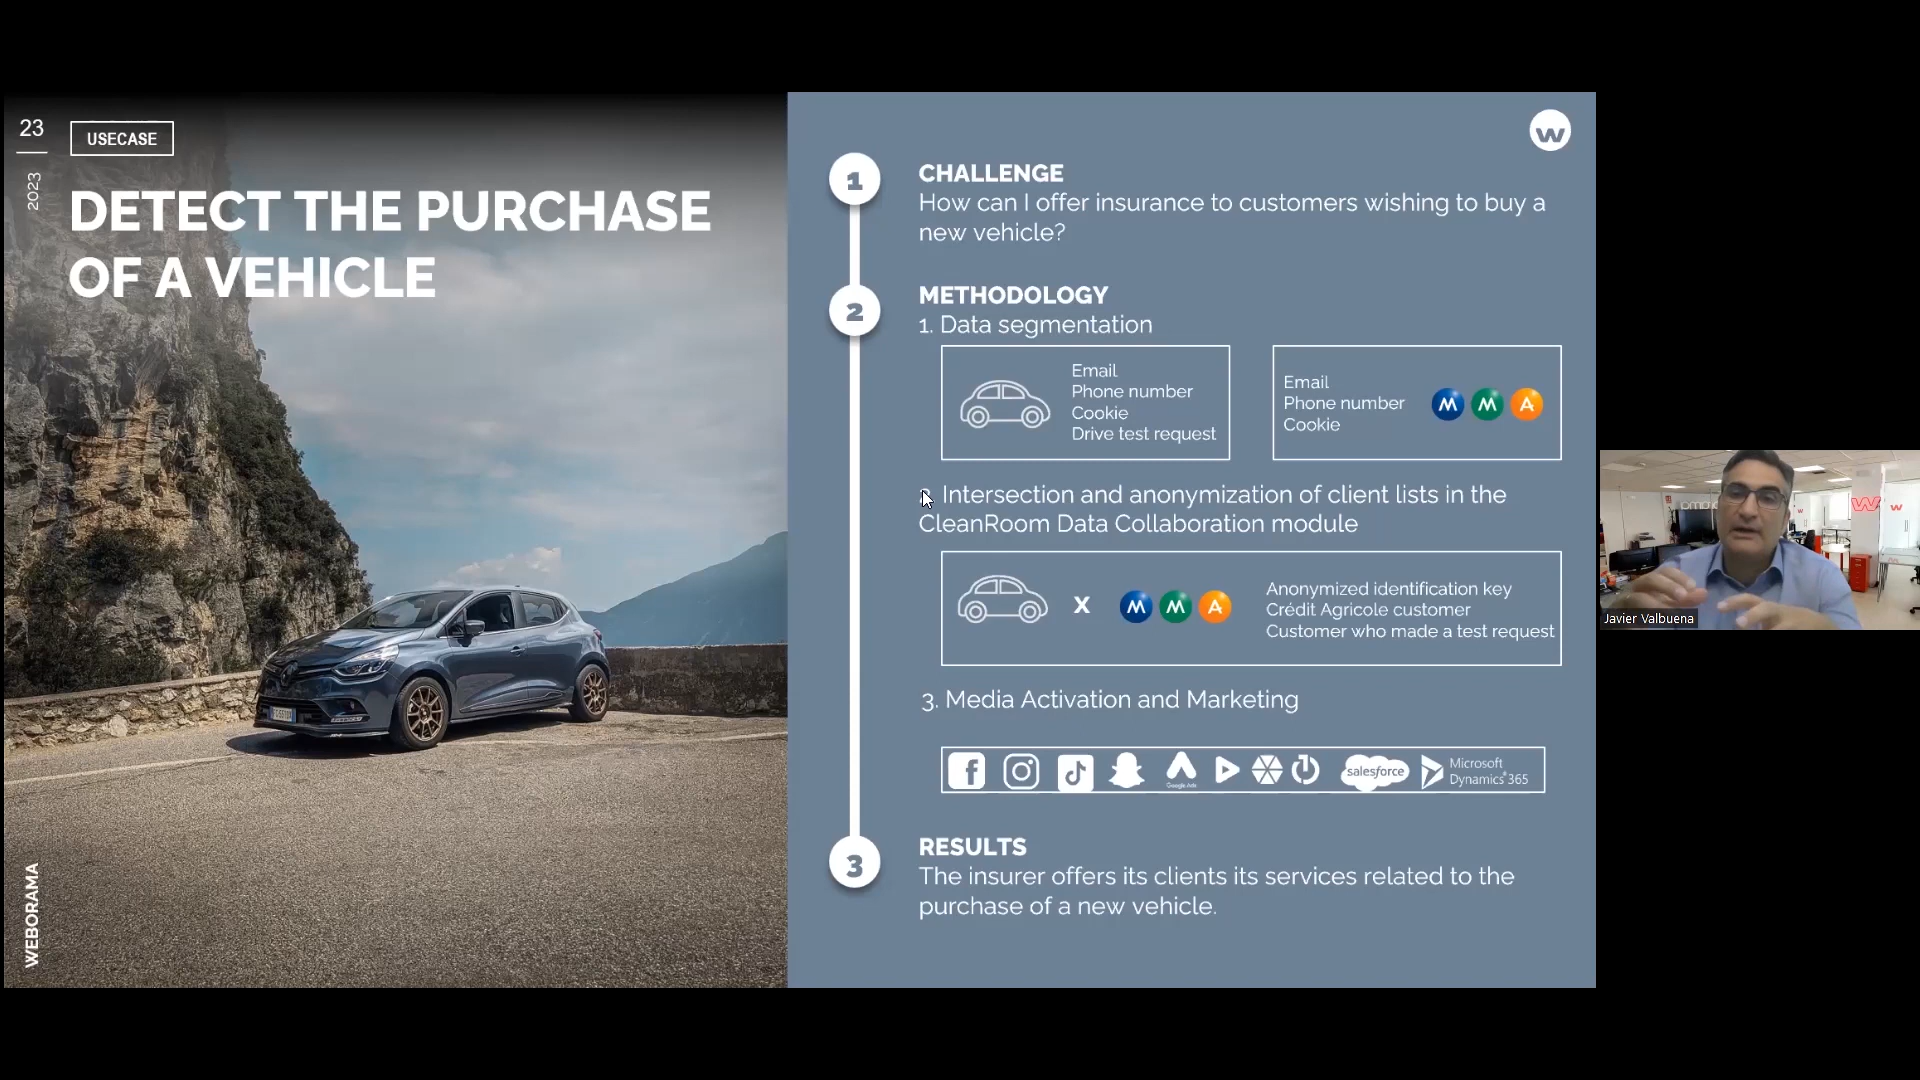 23
2023
USECASE
DETECT THE PURCHASE
OF A VEHICLE
WEBORAMA
W
1
CHALLENGE
How can I offer insurance to customers wishing to buy a
new vehicle?
2
METHODOLOGY
1. Data segmentation
Email
Phone number
Cookie
Drive test request
Email
Phone number
Cookie
M M A
Intersection and anonymization of client lists in the
CleanRoom Data Collaboration module
X
M M A
Anonymized identification key
Crédit Agricole customer
Customer who made a test request
3. Media Activation and Marketing
Google Ads
salesforce
Microsoft
Dynamics 365
3
RESULTS
The insurer offers its clients its services related to the
purchase of a new vehicle.
Javier Valbuena